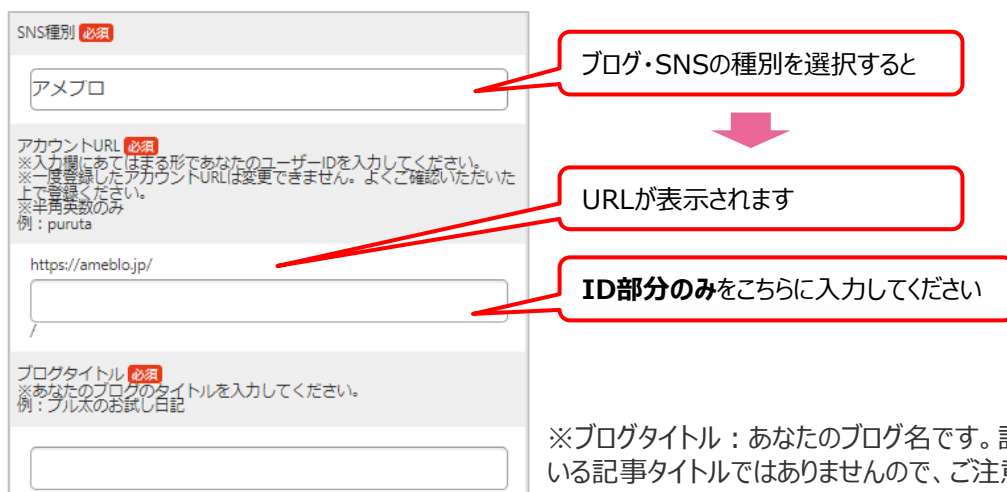 SNS種別 必須
アメブロ
アカウントURL 必須
※入力欄にあてはまる形であなたのユーザーIDを入力してください。
※一度登録したアカウントURLは変更できません。よくご確認いただいた
上で登録ください。
※半角英数のみ
例：puruta
https://ameblo.jp/
/
ブログタイトル 必須
※あなたのブログのタイトルを入力してください。
例：プル太のお試し日記
ブログ・SNSの種別を選択すると
URLが表示されます
ID部分のみをこちらに入力してください
※ブログタイトル：あなたのブログ名です。
いる記事タイトルではありませんので、ご注